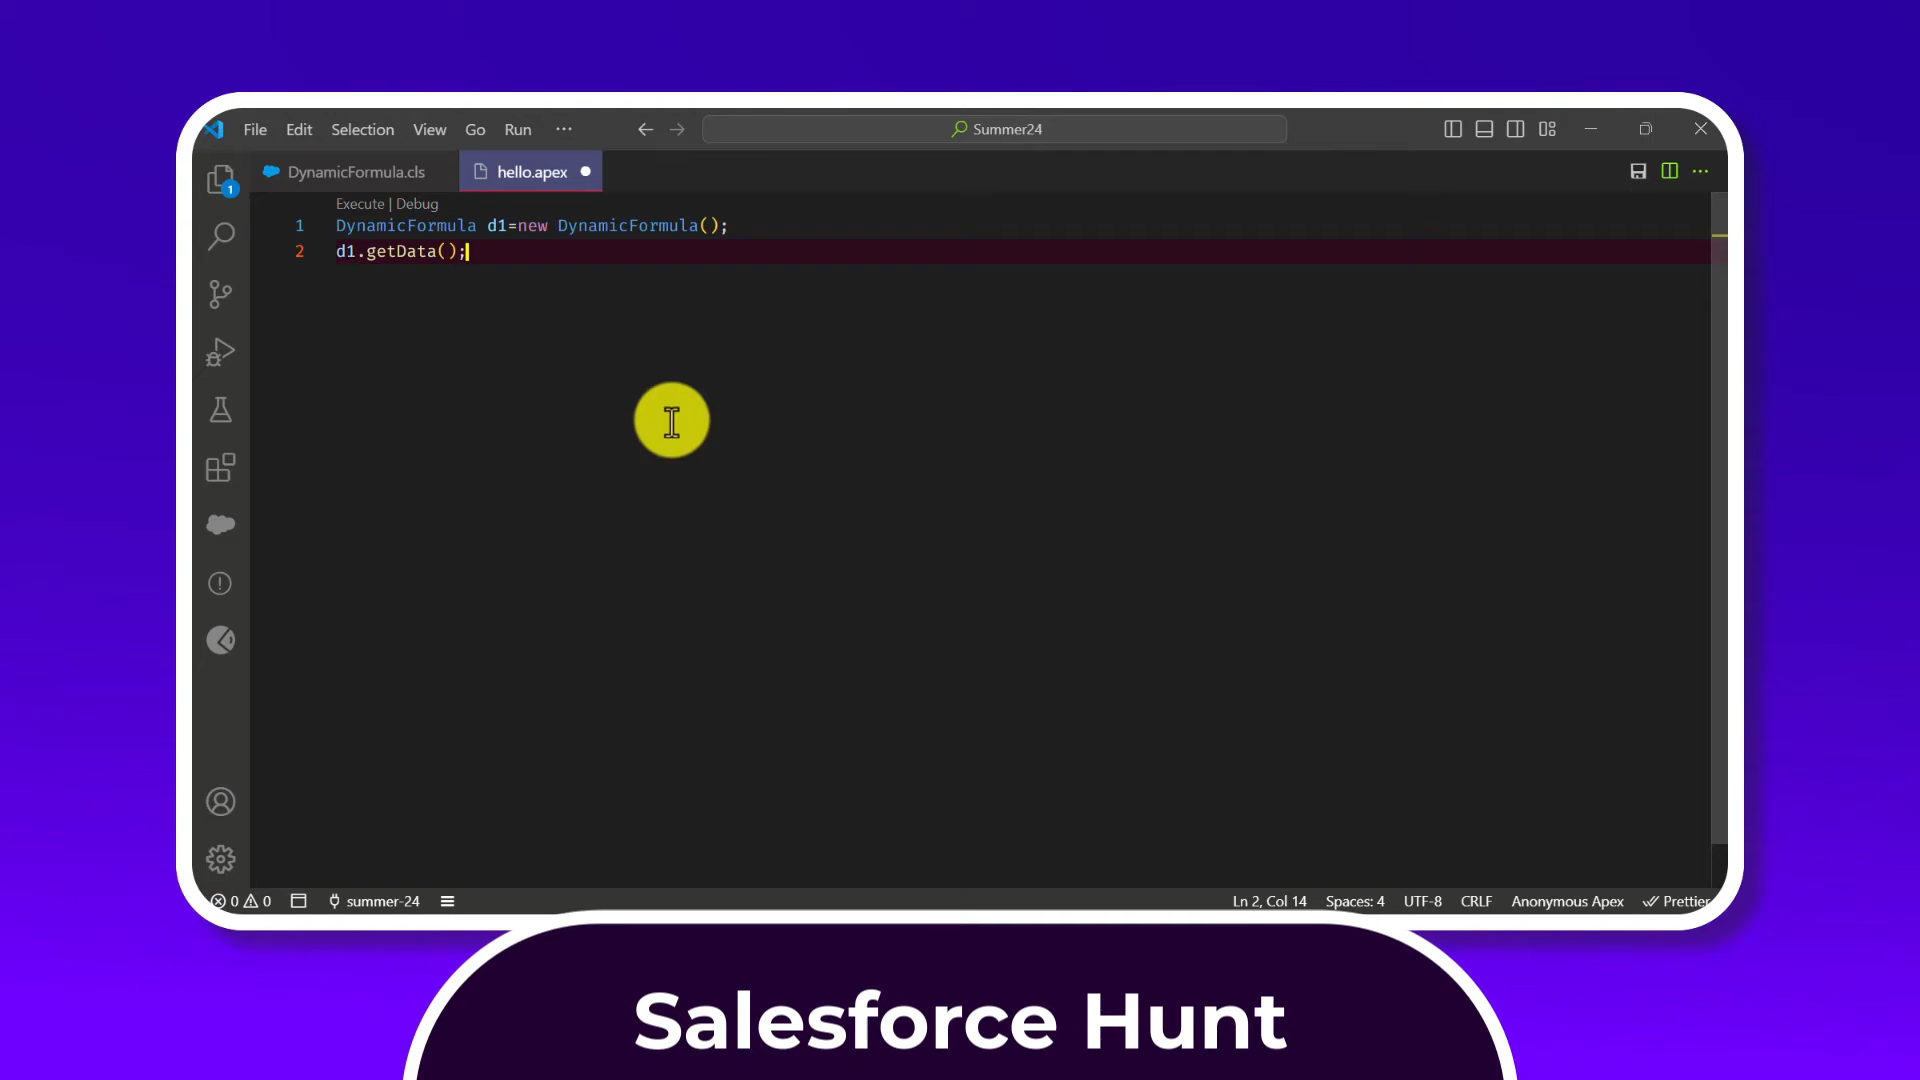 File Edit Selection View Go Run ···
Summer24
DynamicFormula.cls
hello.apex
1
Execute | Debug
1 DynamicFormula d1=new DynamicFormula();
2 d1.getData();
0 0
summer-24
Ln 2, Col 14 Spaces: 4 UTF-8 CRLF Anonymous Apex Prettier
Salesforce Hunt